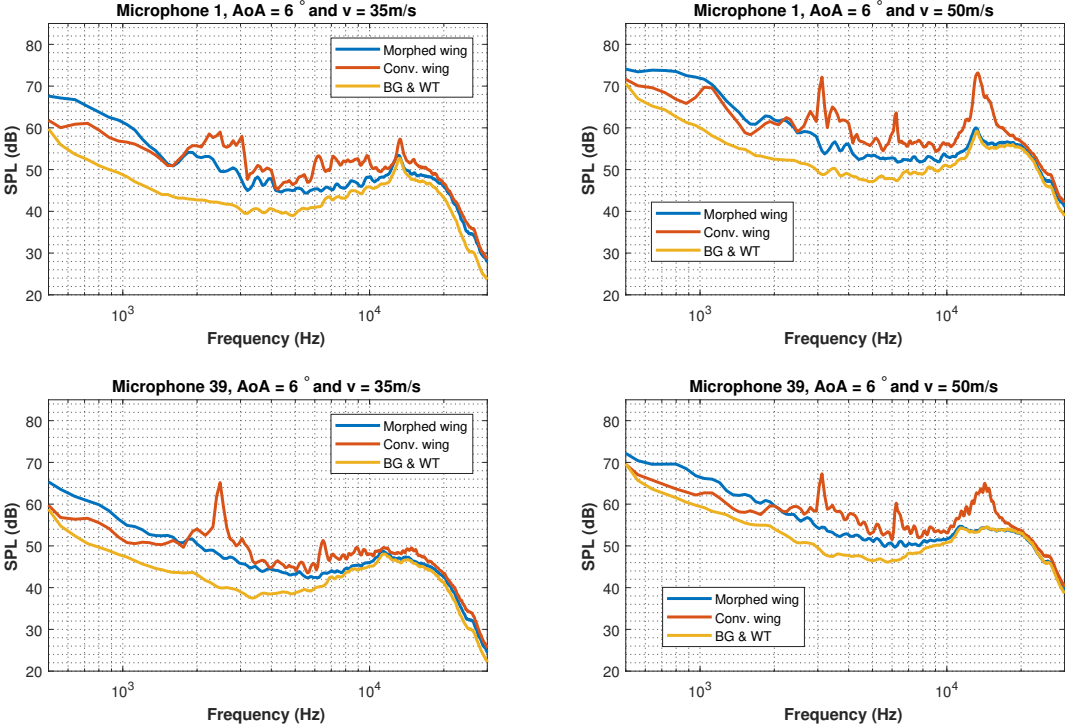 Microphone 1, AoA = 6 ° and v = 35m/s
80
70
60
50
40
30
20
SPL (dB)
Morphed wing
Conv. wing
BG & WT
10³
10⁴
Frequency (Hz)
Microphone 1, AoA = 6 ° and v = 50m/s
80
70
60
50
40
30
20
SPL (dB)
Morphed wing
Conv. wing
BG & WT
10³
10⁴
Frequency (Hz)
Microphone 39, AoA = 6 ° and v = 35m/s
80
70
60
50
40
30
20
SPL (dB)
Morphed wing
Conv. wing
BG & WT
10³
10⁴
Frequency (Hz)
Microphone 39, AoA = 6 ° and v = 50m/s
80
70
60
50
40
30
20
SPL (dB)
Morphed wing
Conv. wing
BG & WT
10³
10⁴
Frequency (Hz)